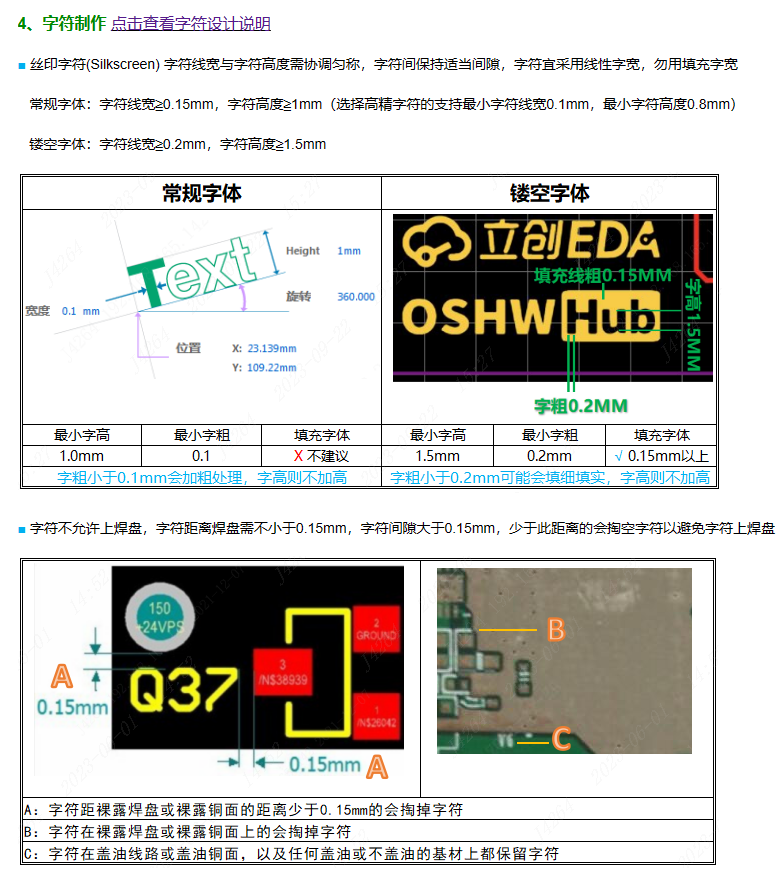 4、字符制作 点击查看字符设计说明
■ 丝印字符(Silkscreen) 字符线宽与字符高度需协调匀称，字符间保持适当间隙，字符宜采用线性字宽，勿用填充字宽
常规字体：字符线宽≧0.15mm，字符高度≧1mm（选择高精字符的支持最小字符线宽0.1mm，最小字符高度0.8mm）
镂空字体：字符线宽≧0.2mm，字符高度≧1.5mm
常规字体 镂空字体
Text
Height 1mm
宽度 0.1 mm
旋转 360.000
位置 X: 23.139mm
Y: 109.22mm
立创EDA
填充线粗0.15MM
OSHW Hub
字高1.5MM
字粗0.2MM
最小字高 最小字粗 填充字体 最小字高 最小字粗 填充字体
1.0mm 0.1 X 不建议 1.5mm 0.2mm √ 0.15mm以上
字粗小于0.1mm会加粗处理，字高则不加高 字粗小于0.2mm可能会填细填实，字高则不加高
■ 字符不允许上焊盘，字符距离焊盘需不小于0.15mm，字符间隙大于0.15mm，少于此距离的会掏空字符以避免字符上焊盘
150
+24VPS
2
GROUND
3
/N$38939
A
0.15mm
Q37
1
/N$26042
0.15mm A
B
C
A：字符距裸露焊盘或裸露铜面的距离少于0.15mm的会掏掉字符
B：字符在裸露焊盘或裸露铜面上的会掏掉字符
C：字符在盖油线路或盖油铜面，以及任何盖油或不盖油的基材上都保留字符